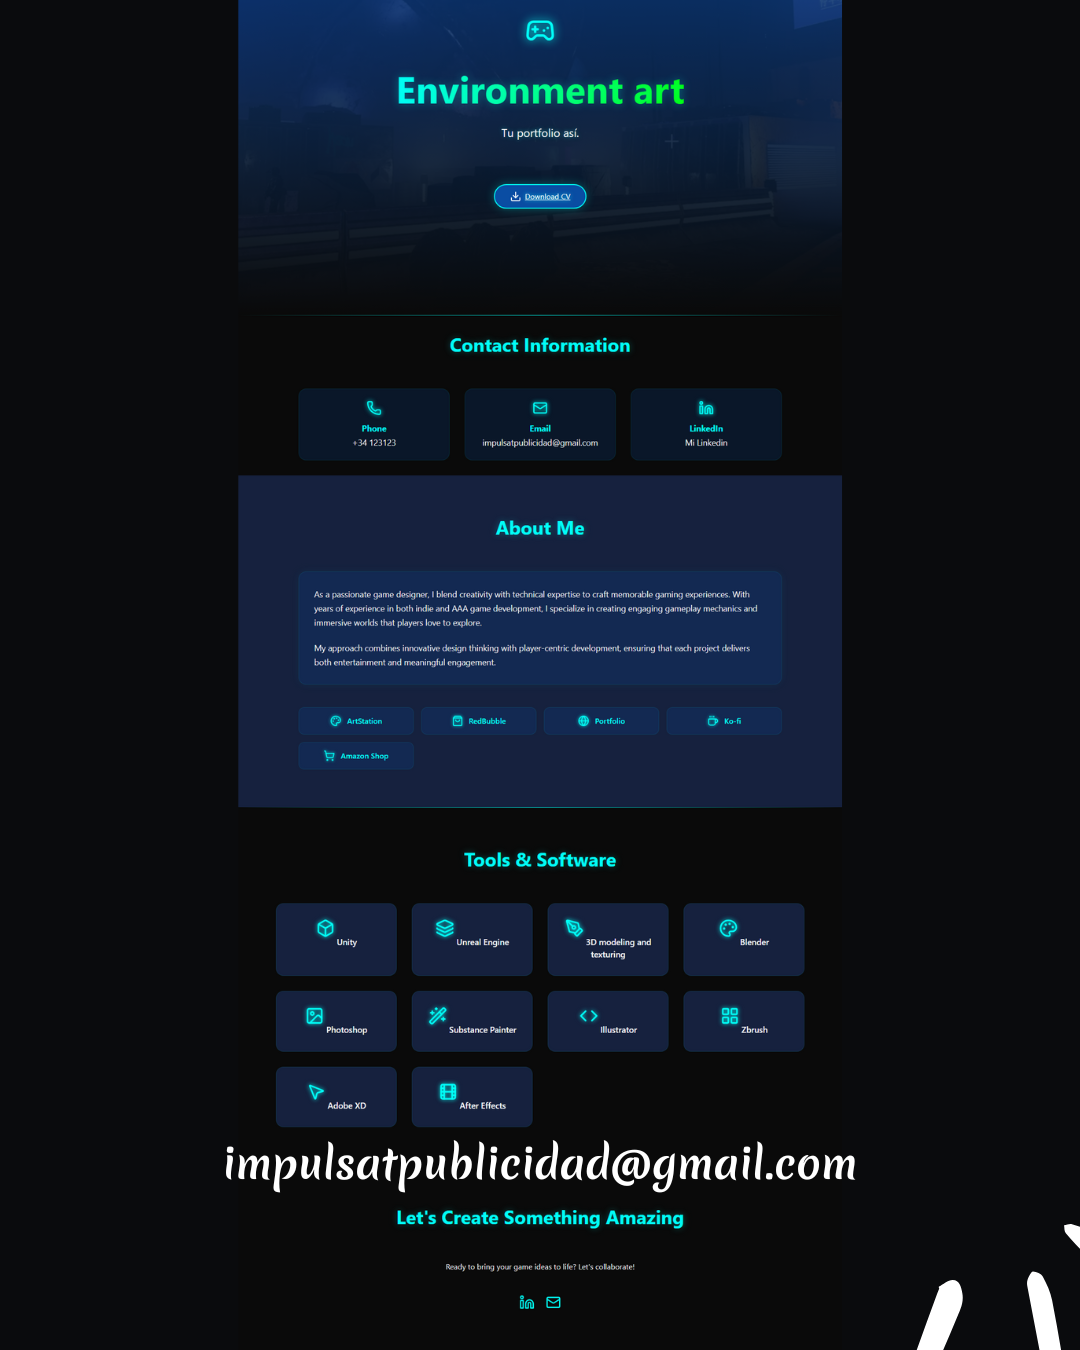 Environment art
Tu portfolio así.
Download CV
Contact Information
Phone
+34 123123
Email
impulsatpublicidad@gmail.com
LinkedIn
Mi Linkedin
About Me
As a passionate game designer, I blend creativity with technical expertise to craft memorable gaming experiences. With
years of experience in both indie and AAA game development, I specialize in creating engaging gameplay mechanics and
immersive worlds that players love to explore.
My approach combines innovative design thinking with player-centric development, ensuring that each project delivers
both entertainment and meaningful engagement.
ArtStation
RedBubble
Portfolio
Ko-fi
Amazon Shop
Tools & Software
Unity
Unreal Engine
3D modeling and
texturing
Blender
Photoshop
Substance Painter
Illustrator
Zbrush
Adobe XD
After Effects
impulsatpublicidad@gmail.com
Let's Create Something Amazing
Ready to bring your game ideas to life? Let's collaborate!